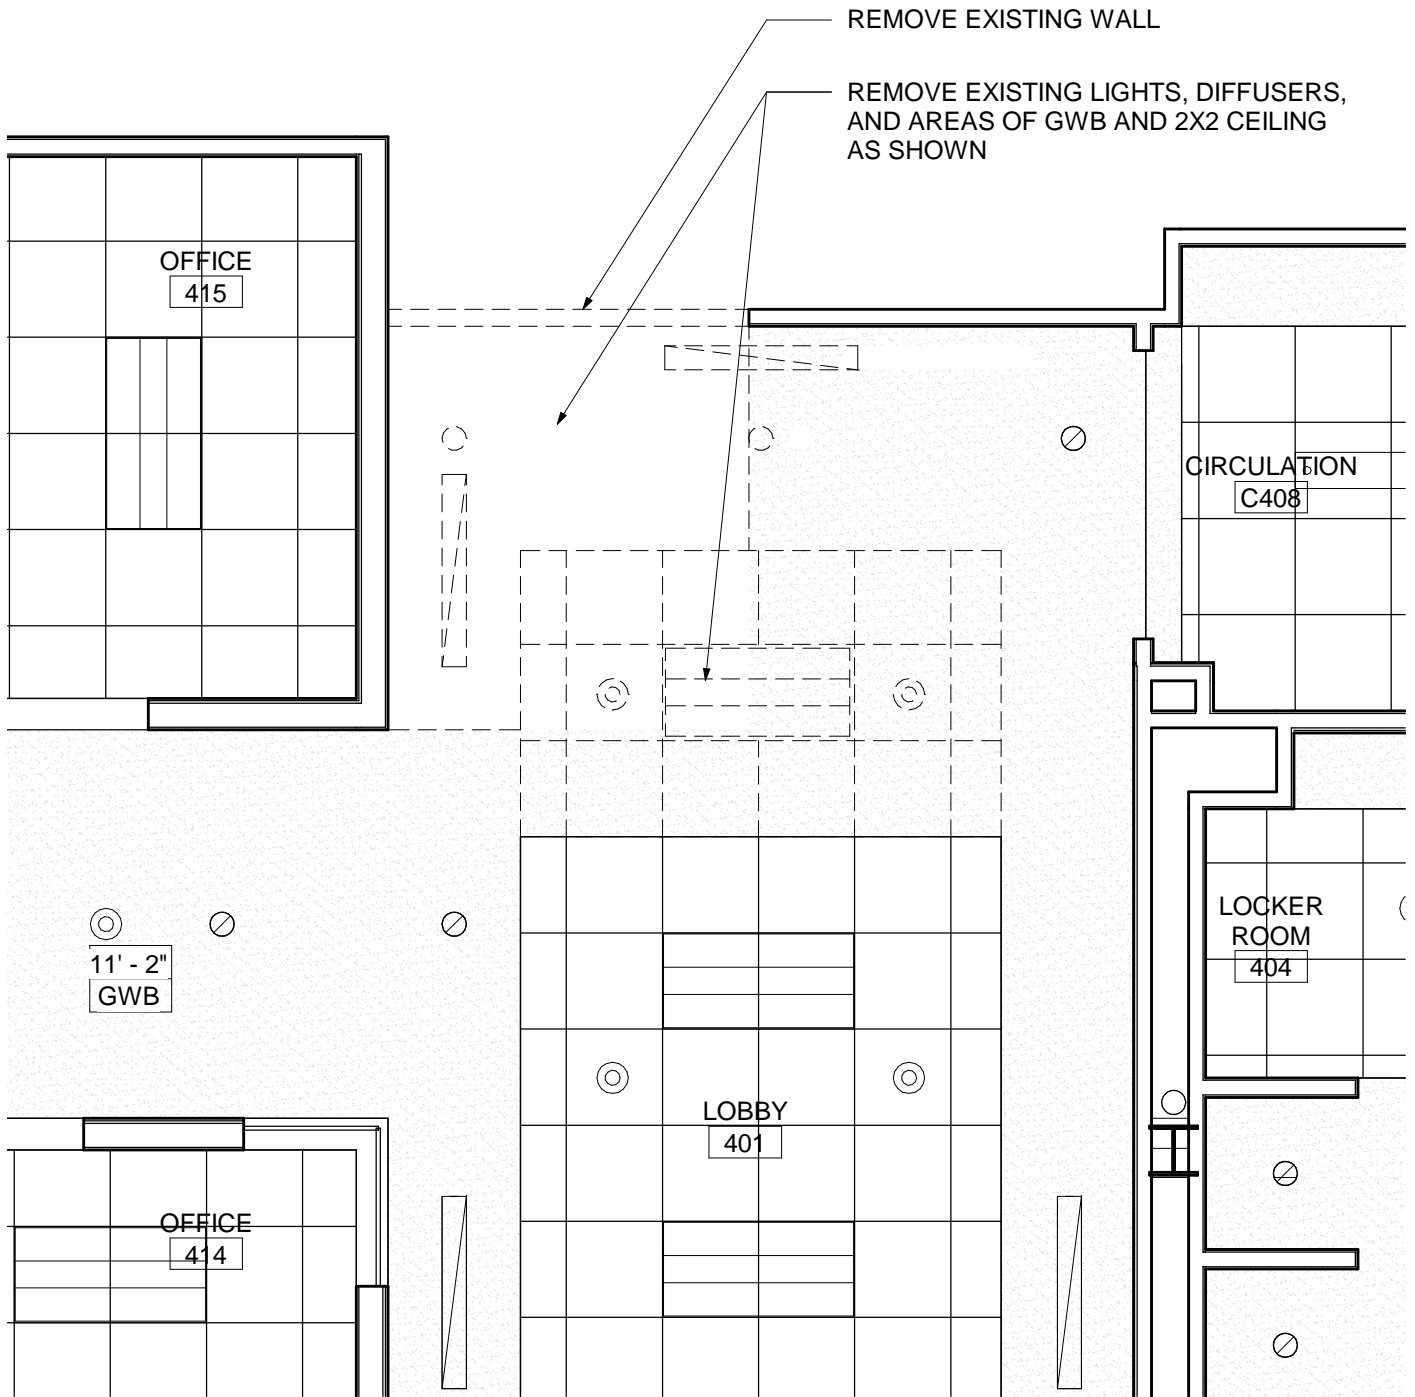 REMOVE EXISTING WALL
REMOVE EXISTING LIGHTS, DIFFUSERS,
AND AREAS OF GWB AND 2X2 CEILING
AS SHOWN
OFFICE
415
CIRCULATION
C408
LOCKER
ROOM
404
11' - 2"
GWB
LOBBY
401
OFFICE
414